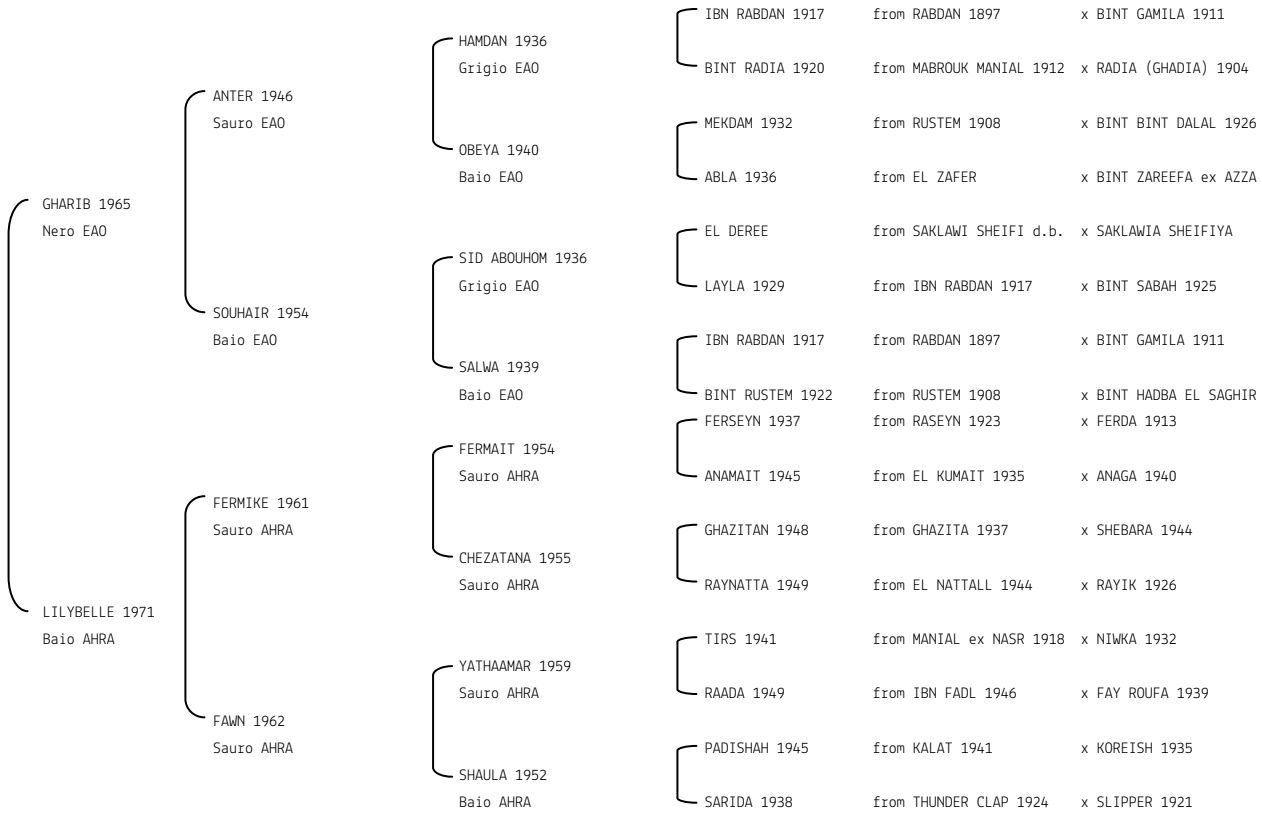 IBN RABDAN 1917 from RABDAN 1897 x BINT GAMILA 1911
HAMDAN 1936
Grigio EAO BINT RADIA 1920 from MABROUK MANIAL 1912 x RADIA (GHADIA) 1904
ANTER 1946
Sauro EAO MEKDAM 1932 from RUSTEM 1908 x BINT BINT DALAL 1926
OBEYA 1940
Baio EAO ABLA 1936 from EL ZAFER x BINT ZAREEFA ex AZZA
GHARIB 1965
Nero EAO EL DEREE from SAKLAWI SHEIFI d.b. x SAKLAWIA SHEIFIYA
SID ABOUHOM 1936
Grigio EAO LAYLA 1929 from IBN RABDAN 1917 x BINT SABAH 1925
SOUHAIR 1954
Baio EAO IBN RABDAN 1917 from RABDAN 1897 x BINT GAMILA 1911
SALWA 1939
Baio EAO BINT RUSTEM 1922 from RUSTEM 1908 x BINT HADBA EL SAGHIR
FERSEYN 1937 from RASEYN 1923 x FERDA 1913
FERMAIT 1954
Sauro AHRA ANAMAIT 1945 from EL KUMAIT 1935 x ANAGA 1940
FERMIKE 1961
Sauro AHRA GHAZITAN 1948 from GHAZITA 1937 x SHEBARA 1944
CHEZATANA 1955
Sauro AHRA RAYNATTA 1949 from EL NATTALL 1944 x RAYIK 1926
LILYBELLE 1971
Baio AHRA TIRS 1941 from MANIAL ex NASR 1918 x NIWKA 1932
YATHAAMAR 1959
Sauro AHRA RAADA 1949 from IBN FADL 1946 x FAY ROUFA 1939
FAWN 1962
Sauro AHRA PADISHAH 1945 from KALAT 1941 x KOREISH 1935
SHAULA 1952
Baio AHRA SARIDA 1938 from THUNDER CLAP 1924 x SLIPPER 1921